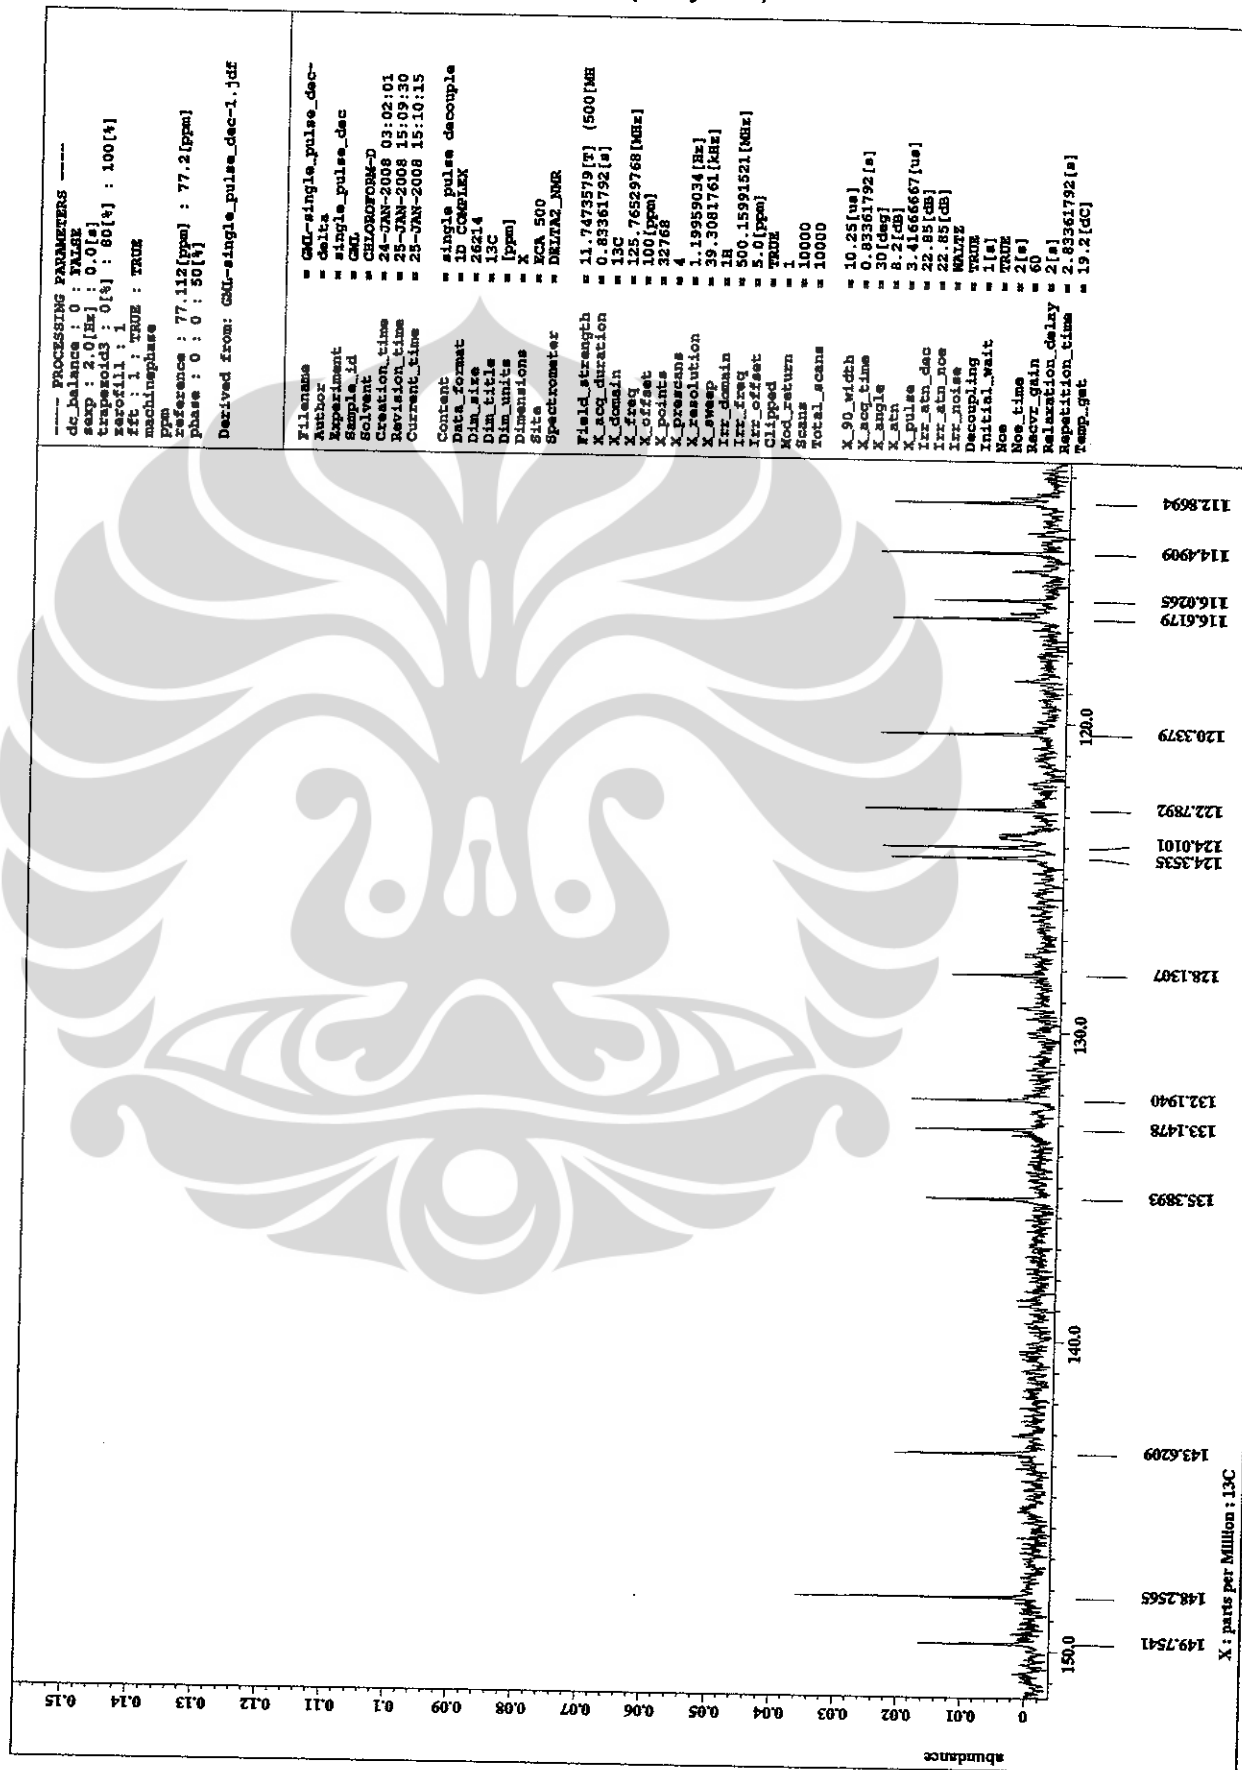 ---- PROCESSING PARAMETERS ----
dc_balance : 0 : FALSE
sexp : 2.0[Hz] : 0.0[s]
trapezoid3 : 0[%] : 80[%] : 100[%]
zerofill : 1
fft : 1 : TRUE : TRUE
machinephase
ppm
reference : 77.112[ppm] : 77.2[ppm]
phase : 0 : 0 : 50[%]
Derived from: GML-single_pulse_dec-1.jdf
Filename = GML-single_pulse_dec-
Author = delta
Experiment = single_pulse_dec
Sample_id = GML
Solvent = CHLOROFORM-D
Creation_time = 24-JAN-2008 03:02:01
Revision_time = 25-JAN-2008 15:09:30
Current_time = 25-JAN-2008 15:10:15
Content = single pulse decouple
Data_format = 1D COMPLEX
Dim_size = 26214
Dim_title = 13C
Dim_units = [ppm]
Dimensions = X
Site = ECA 500
Spectrometer = DELTA2_NMR
Field_strength = 11.7473579[T] (500[MH
X_acq_duration = 0.83361792[s]
X_domain = 13C
X_freq = 125.76529768[MHz]
X_offset = 100[ppm]
X_points = 32768
X_prescans = 4
X_resolution = 1.19959034[Hz]
X_sweep = 39.3081761[kHz]
Irr_domain = 1H
Irr_freq = 500.15991521[MHz]
Irr_offset = 5.0[ppm]
Clipped = TRUE
Mod_return = 1
Scans = 10000
Total_scans = 10000
X_90_width = 10.25[us]
X_acq_time = 0.83361792[s]
X_angle = 30[deg]
X_atn = 8.2[dB]
X_pulse = 3.41666667[us]
Irr_atn_dec = 22.85[dB]
Irr_atn_noe = 22.85[dB]
Irr_noise = WALTZ
Decoupling = TRUE
Initial_wait = 1[s]
Noe = TRUE
Noe_time = 2[s]
Recvr_gain = 60
Relaxation_delay = 2[s]
Repetition_time = 2.83361792[s]
Temp_get = 19.2[dC]
abundance
0.15
0.14
0.13
0.12
0.11
0.1
0.09
0.08
0.07
0.06
0.05
0.04
0.03
0.02
0.01
0
150.0
140.0
130.0
120.0
149.7541
148.2565
143.6209
135.3893
133.1478
132.1940
128.1307
124.3535
124.0101
122.7892
120.3379
116.6179
116.0265
114.4909
112.8694
X : parts per Million : 13C